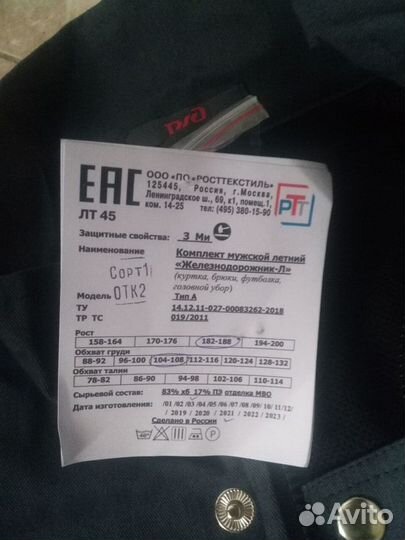 РЖД
ЕАС
ЛТ 45
ООО «ПО «РОСТТЕКСТИЛЬ»
125445, Россия, г.Москва,
Ленинградское ш., 69, к1, помещ.1,
ком. 14-25 тел: (495) 380-15-90
РТТ
Защитные свойства: З Ми
Наименование Комплект мужской летний
«Железнодорожник-Л»
СОРТ1 (куртка, брюки, футболка,
головной убор)
Модель ОТК2 Тип А
ТУ 14.12.11-027-00083262-2018
ТР ТС 019/2011
Рост
158-164 170-176 182-188 194-200
Обхват груди
88-92 96-100 104-108 112-116 120-124 128-132
Обхват талии
78-82 86-90 94-98 102-106 110-114
Сырьевой состав: 83% хб 17% ПЭ отделка МВО
Дата изготовления: /01 /02 /03 /04 /05 /06 /07 /08 /09/ 10/ 11/12/
/ 2019 / 2020 / 2021 / 2022 / 2023 /
Сделано в России
Avito